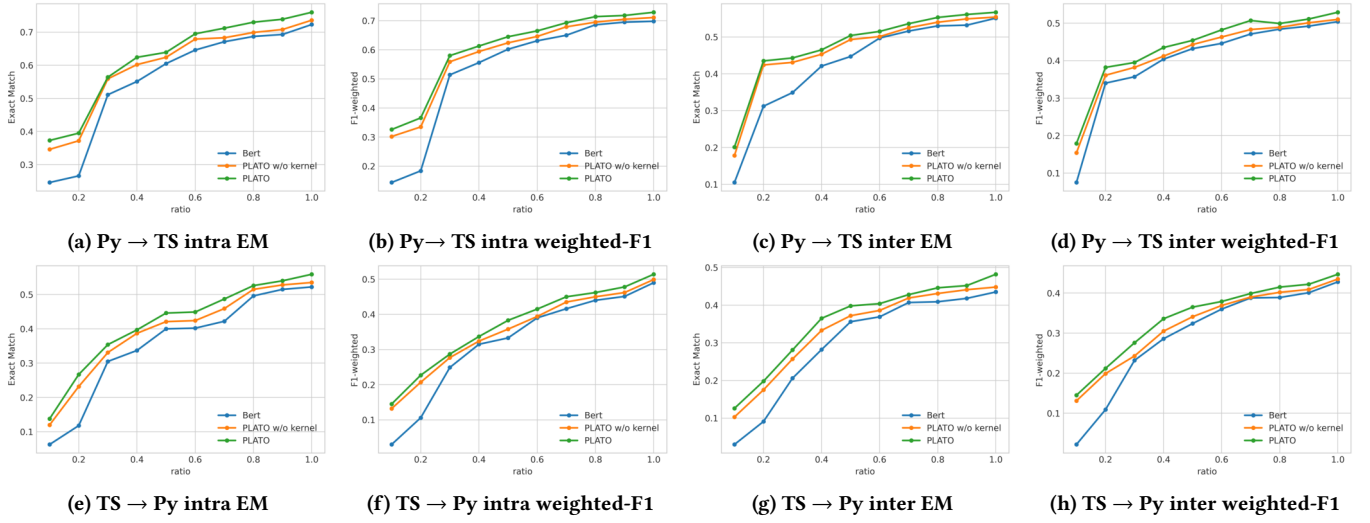 Exact Match
0.7
0.6
0.5
0.4
0.3
0.2
0.4
0.6
0.8
1.0
ratio
Bert
PLATO w/o kernel
PLATO
(a) Py → TS intra EM
F1-weighted
0.7
0.6
0.5
0.4
0.3
0.2
0.2
0.4
0.6
0.8
1.0
ratio
Bert
PLATO w/o kernel
PLATO
(b) Py→ TS intra weighted-F1
Exact Match
0.5
0.4
0.3
0.2
0.1
0.2
0.4
0.6
0.8
1.0
ratio
Bert
PLATO w/o kernel
PLATO
(c) Py → TS inter EM
F1-weighted
0.5
0.4
0.3
0.2
0.1
0.2
0.4
0.6
0.8
1.0
ratio
Bert
PLATO w/o kernel
PLATO
(d) Py → TS inter weighted-F1
Exact Match
0.5
0.4
0.3
0.2
0.1
0.2
0.4
0.6
0.8
1.0
ratio
Bert
PLATO w/o kernel
PLATO
(e) TS → Py intra EM
F1-weighted
0.5
0.4
0.3
0.2
0.1
0.2
0.4
0.6
0.8
1.0
ratio
Bert
PLATO w/o kernel
PLATO
(f) TS → Py intra weighted-F1
Exact Match
0.5
0.4
0.3
0.2
0.1
0.2
0.4
0.6
0.8
1.0
ratio
Bert
PLATO w/o kernel
PLATO
(g) TS → Py inter EM
F1-weighted
0.4
0.3
0.2
0.1
0.2
0.4
0.6
0.8
1.0
ratio
Bert
PLATO w/o kernel
PLATO
(h) TS → Py inter weighted-F1